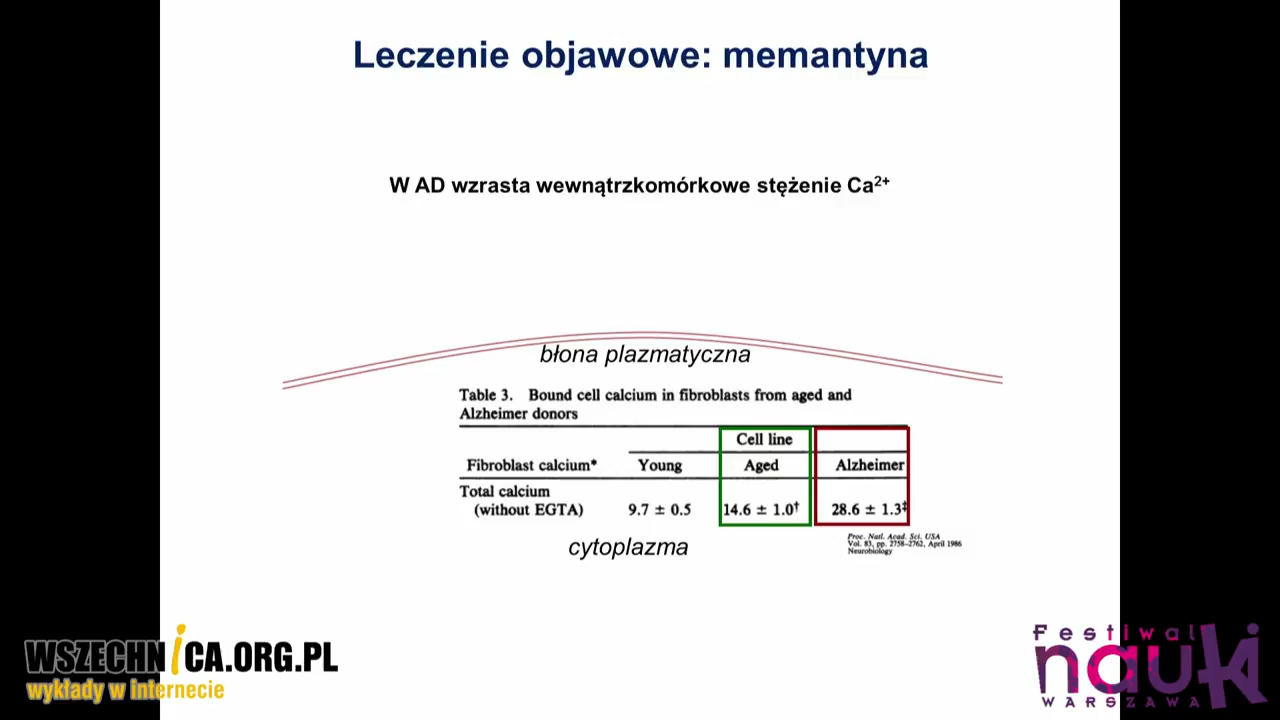 Leczenie objawowe: memantyna
W AD wzrasta wewnątrzkomórkowe stężenie Ca²⁺
błona plazmatyczna
Table 3. Bound cell calcium in fibroblasts from aged and
Alzheimer donors
Cell line
Fibroblast calcium* Young Aged Alzheimer
Total calcium
(without EGTA) 9.7 ± 0.5 14.6 ± 1.0† 28.6 ± 1.3‡
cytoplazma
Proc. Natl. Acad. Sci. USA
Vol. 83, pp. 2758–2762, April 1986
Neurobiology
WSZECHNiCA.ORG.PL
wykłady w internecie
Festiwal
nauki
WARSZAWA